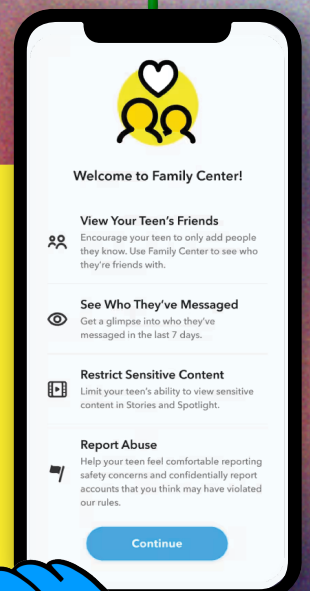 Welcome to Family Center!
View Your Teen's Friends
Encourage your teen to only add people
they know. Use Family Center to see who
they're friends with.
See Who They've Messaged
Get a glimpse into who they've
messaged in the last 7 days.
Restrict Sensitive Content
Limit your teen's ability to view sensitive
content in Stories and Spotlight.
Report Abuse
Help your teen feel comfortable reporting
safety concerns and confidentially report
accounts that you think may have violated
our rules.
Continue